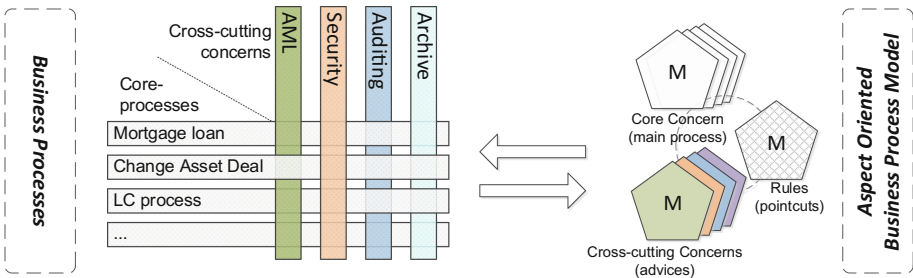 Business Processes
Cross-cutting
concerns
Core-
processes
AML
Security
Auditing
Archive
Mortgage loan
Change Asset Deal
LC process
...
M
Core Concern
(main process)
M
Rules
(pointcuts)
M
Cross-cutting Concerns
(advices)
Aspect Oriented
Business Process Model